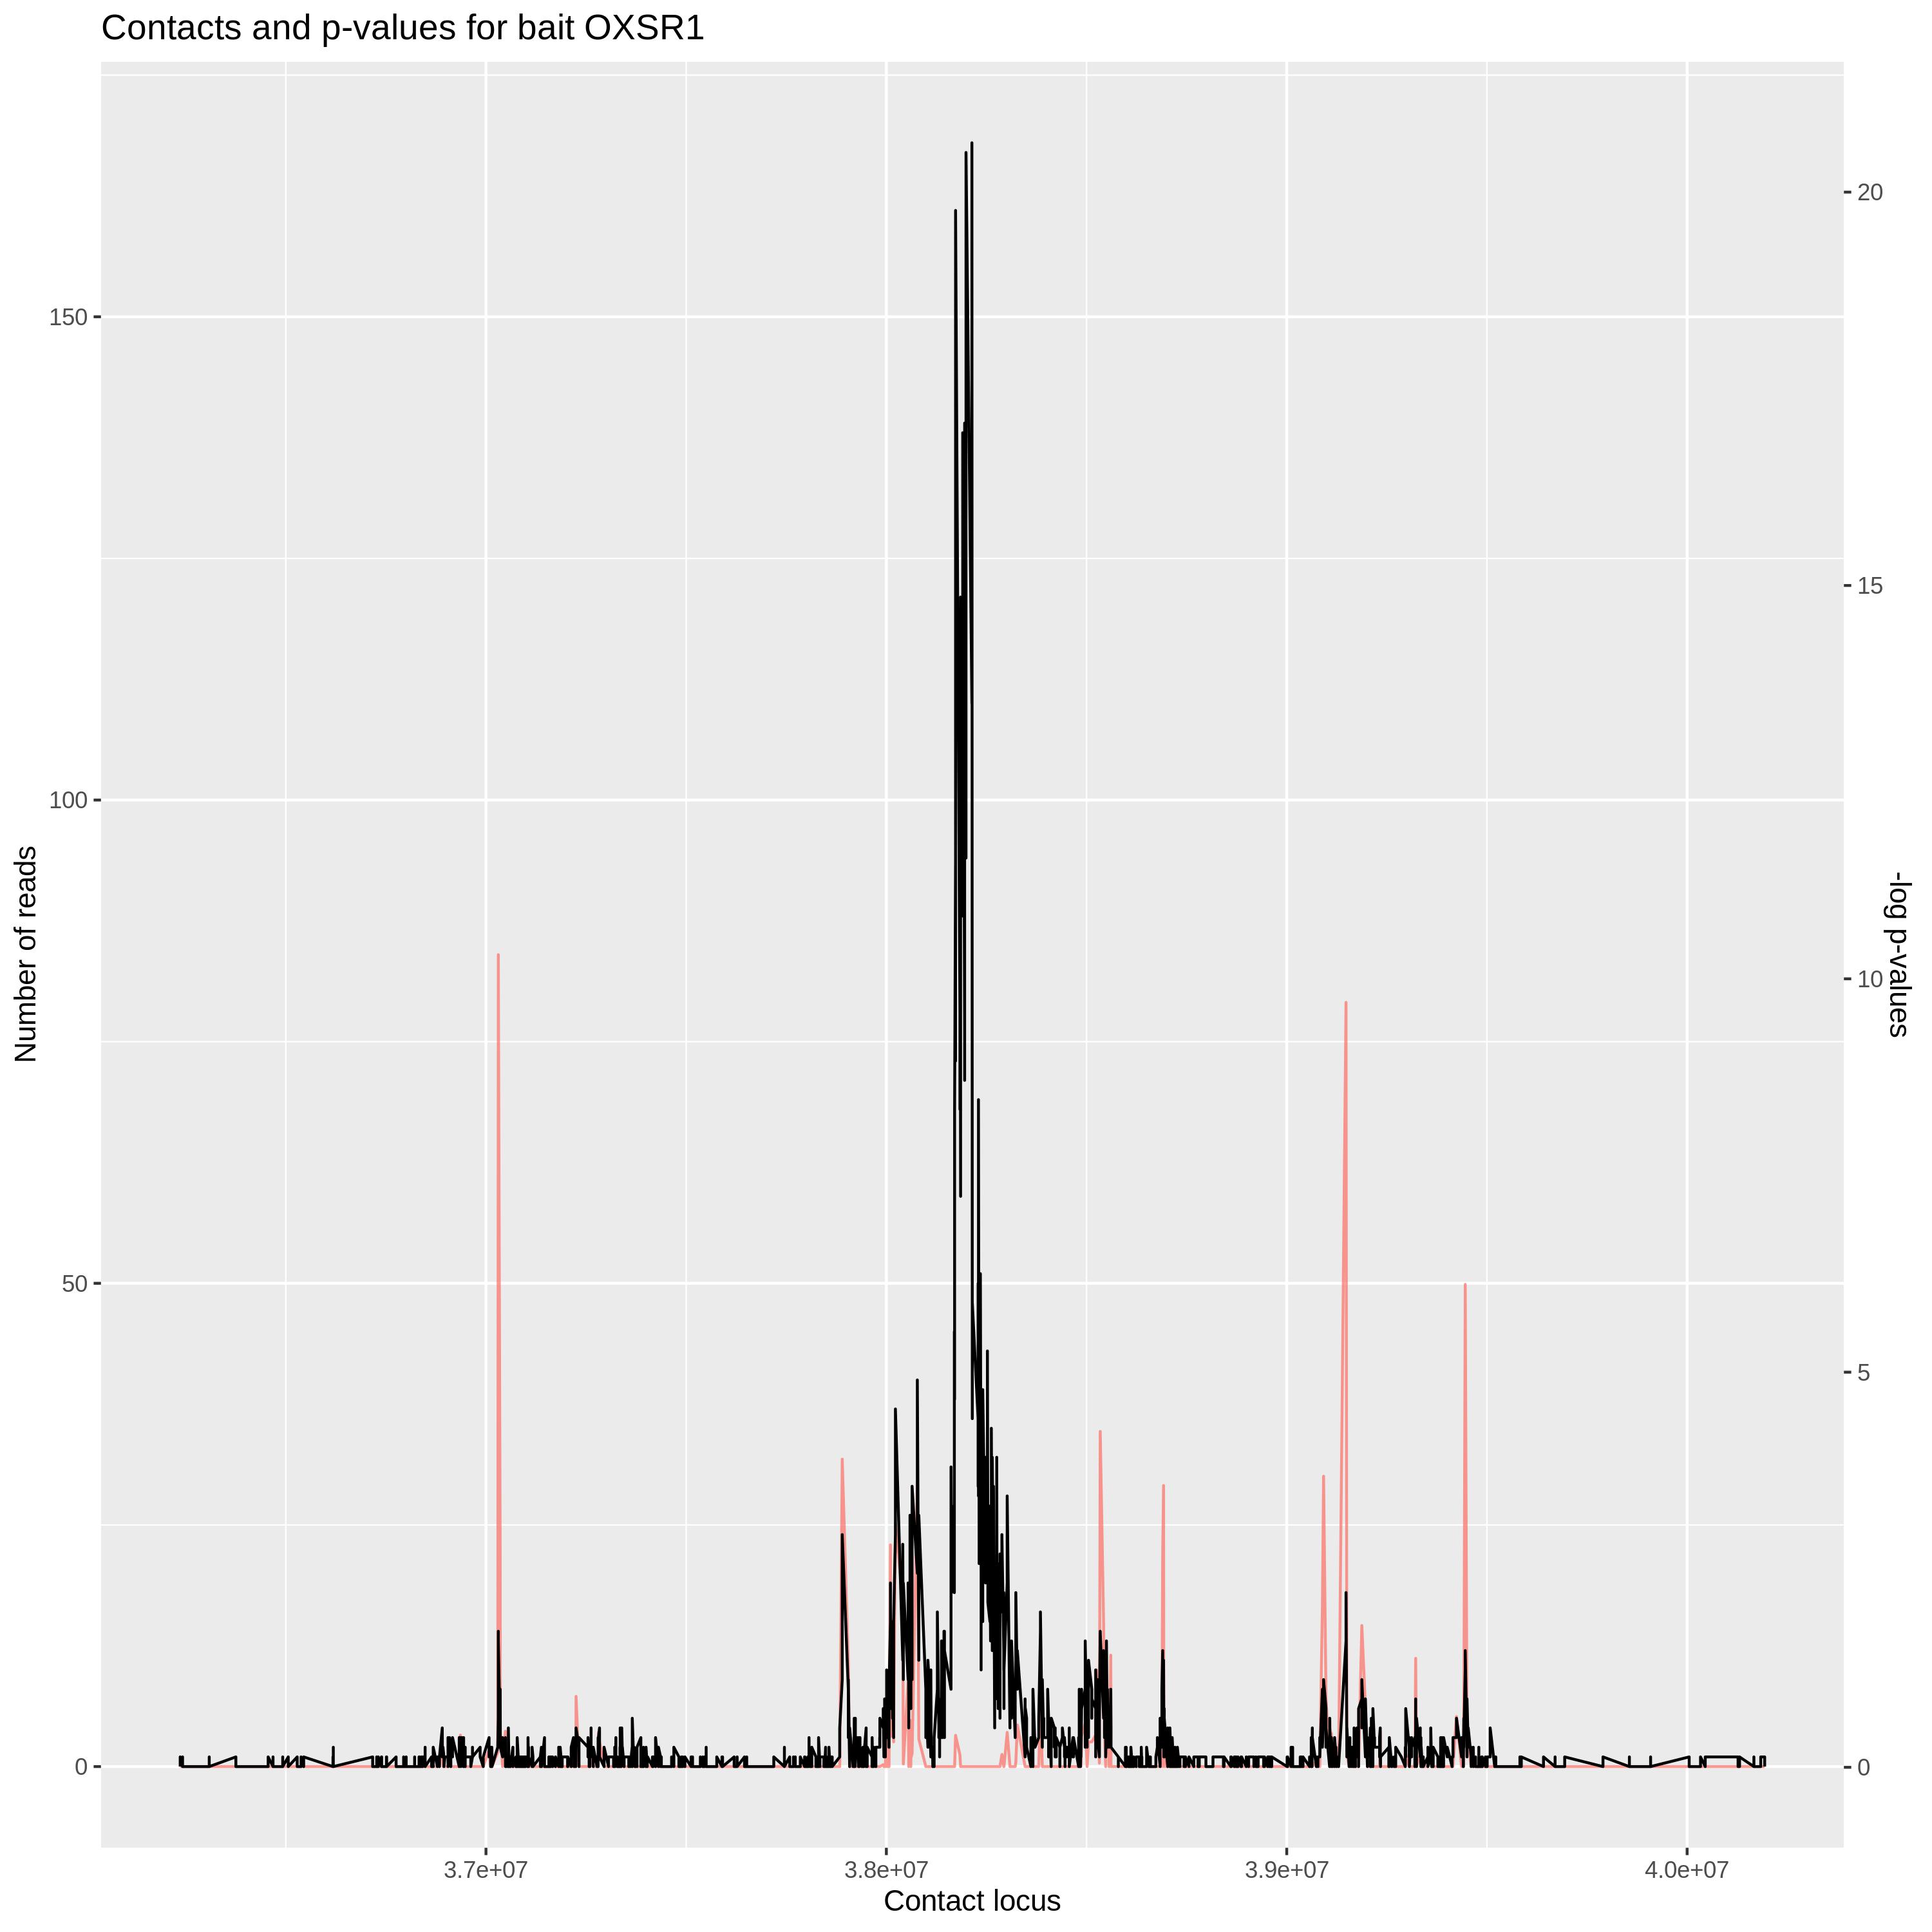 Contacts and p-values for bait OXSR1
150
100
50
0
Number of reads
20
15
10
5
0
-log p-values
3.7e+07
3.8e+07
3.9e+07
4.0e+07
Contact locus